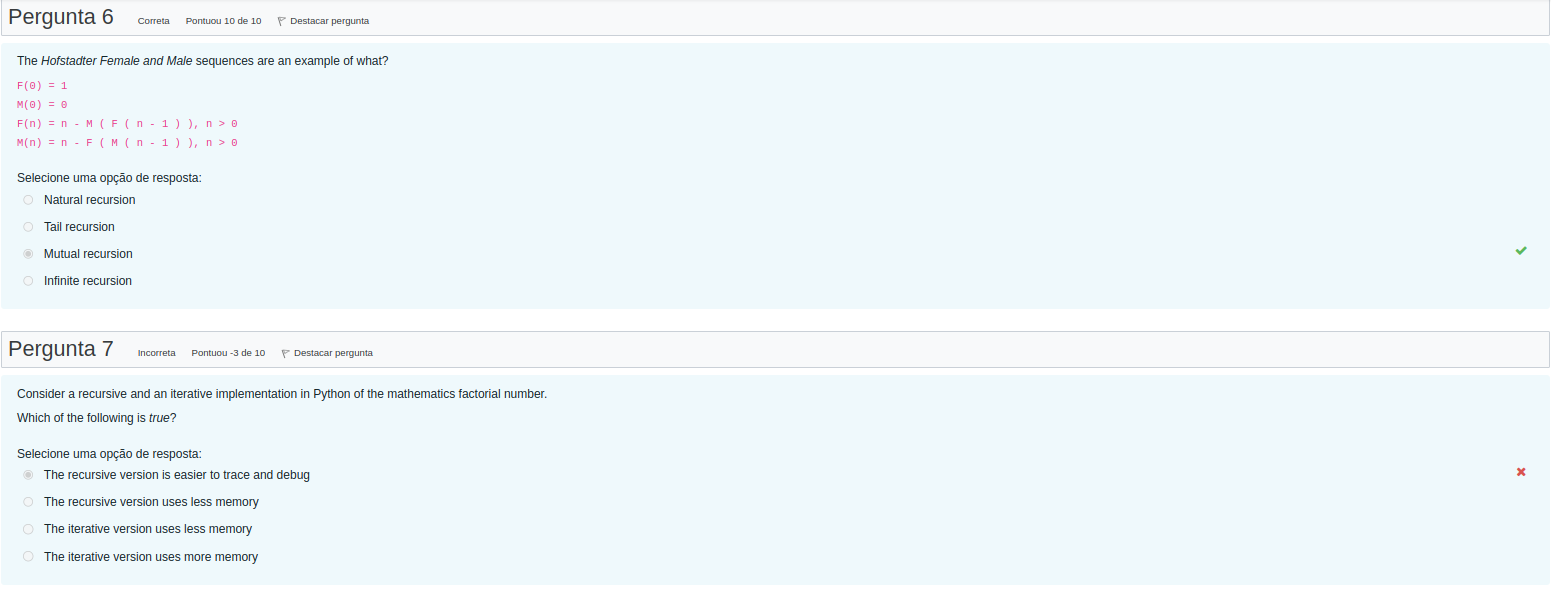 Pergunta 6 Correta Pontuou 10 de 10 Destacar pergunta
The Hofstadter Female and Male sequences are an example of what?
F(0) = 1
M(0) = 0
F(n) = n - M ( F ( n - 1 ) ), n > 0
M(n) = n - F ( M ( n - 1 ) ), n > 0
Selecione uma opção de resposta:
Natural recursion
Tail recursion
Mutual recursion
Infinite recursion
Pergunta 7 Incorreta Pontuou -3 de 10 Destacar pergunta
Consider a recursive and an iterative implementation in Python of the mathematics factorial number.
Which of the following is true?
Selecione uma opção de resposta:
The recursive version is easier to trace and debug
The recursive version uses less memory
The iterative version uses less memory
The iterative version uses more memory